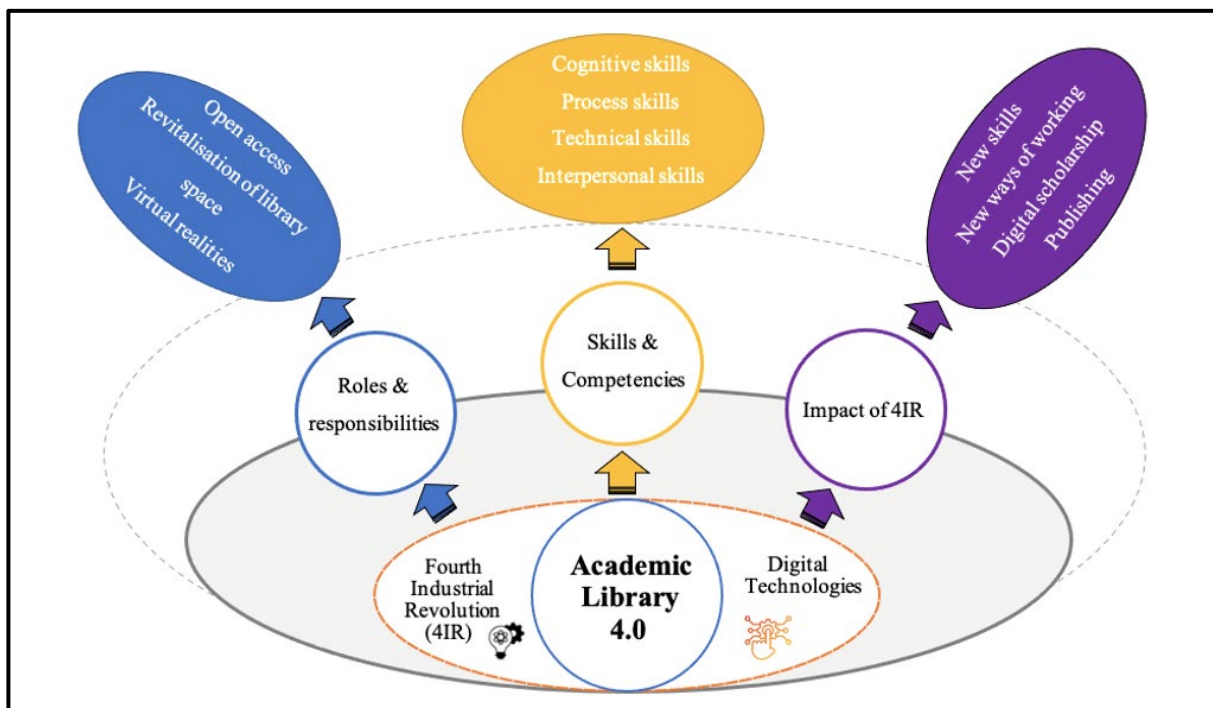 Open access
Revitalisation of library
space
Virtual realities
Cognitive skills
Process skills
Technical skills
Interpersonal skills
New skills
New ways of working
Digital scholarship
Publishing
Roles &
responsibilities
Skills &
Competencies
Impact of 4IR
Fourth
Industrial
Revolution
(4IR)
Academic
Library
4.0
Digital
Technologies